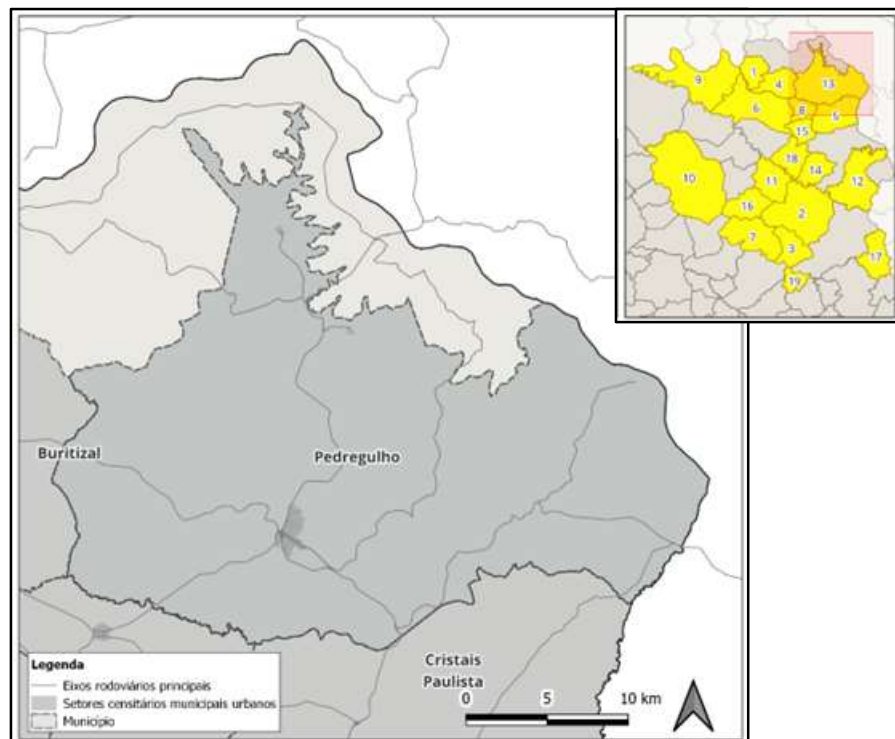 Buritizal
Pedregulho
Cristais
Paulista
Legenda
Eixos rodoviários principais
Setores censitários municipais urbanos
Município
0 5 10 km
1
4
9
13
6
8
5
15
18
14
12
10
11
16
2
7
3
17
19